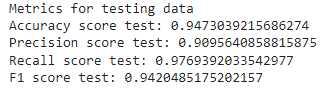 Metrics for testing data
Accuracy score test: 0.9473039215686274
Precision score test: 0.9095640858815875
Recall score test: 0.9769392033542977
F1 score test: 0.9420485175202157